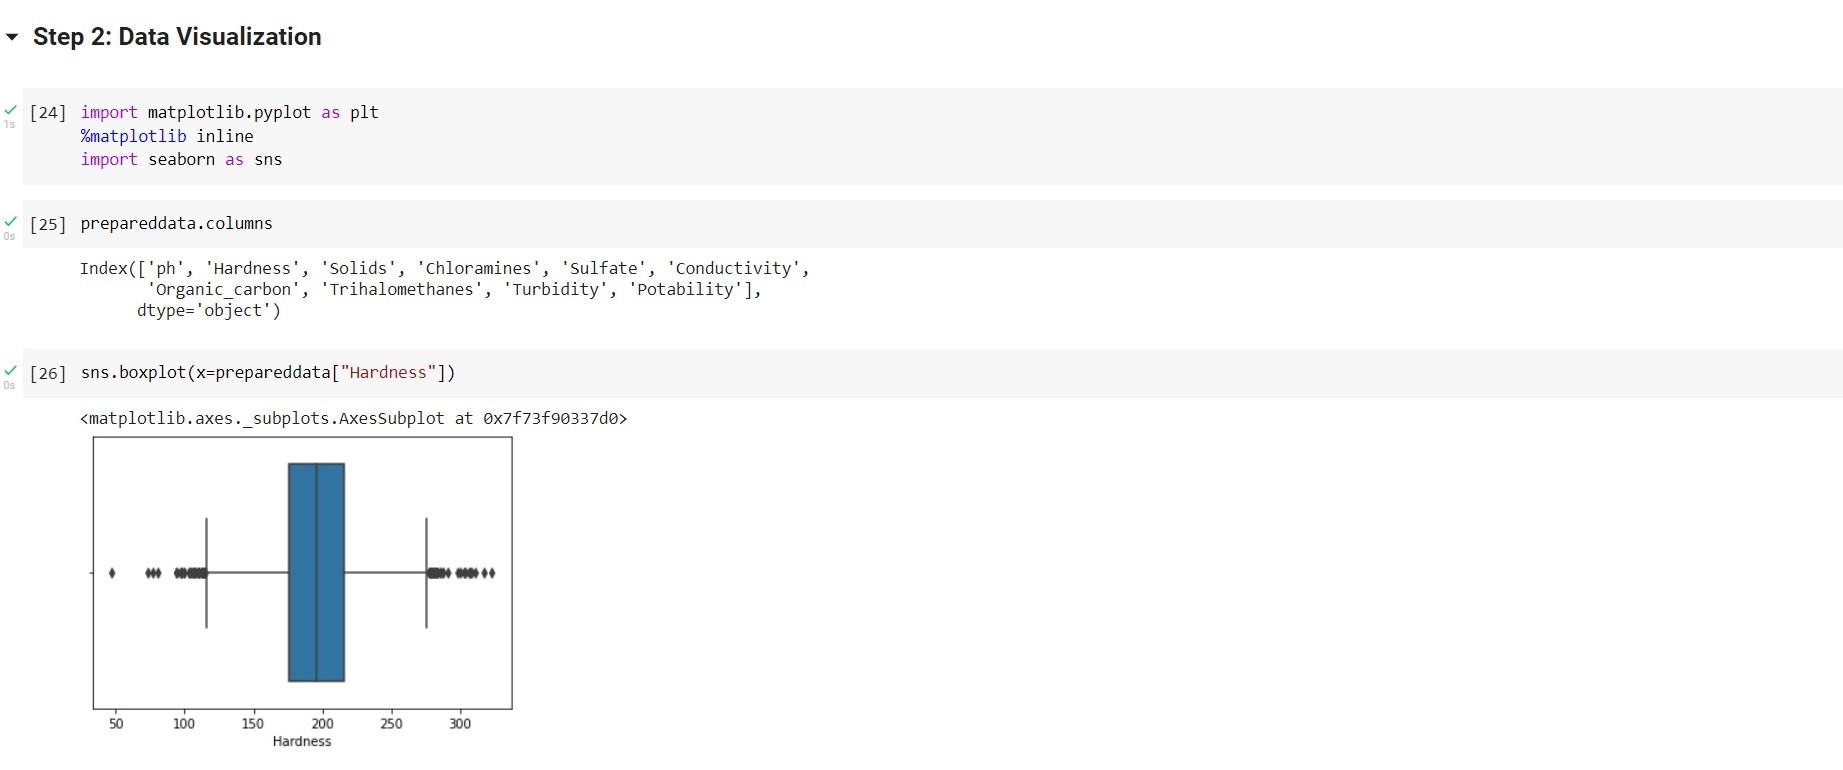 Step 2: Data Visualization
[24] import matplotlib.pyplot as plt
1s
%matplotlib inline
import seaborn as sns
[25] prepareddata.columns
0s
Index(['ph', 'Hardness', 'Solids', 'Chloramines', 'Sulfate', 'Conductivity',
'Organic_carbon', 'Trihalomethanes', 'Turbidity', 'Potability'],
dtype='object')
[26] sns.boxplot(x=prepareddata["Hardness"])
0s
<matplotlib.axes._subplots.AxesSubplot at 0x7f73f90337d0>
50 100 150 200 250 300
Hardness